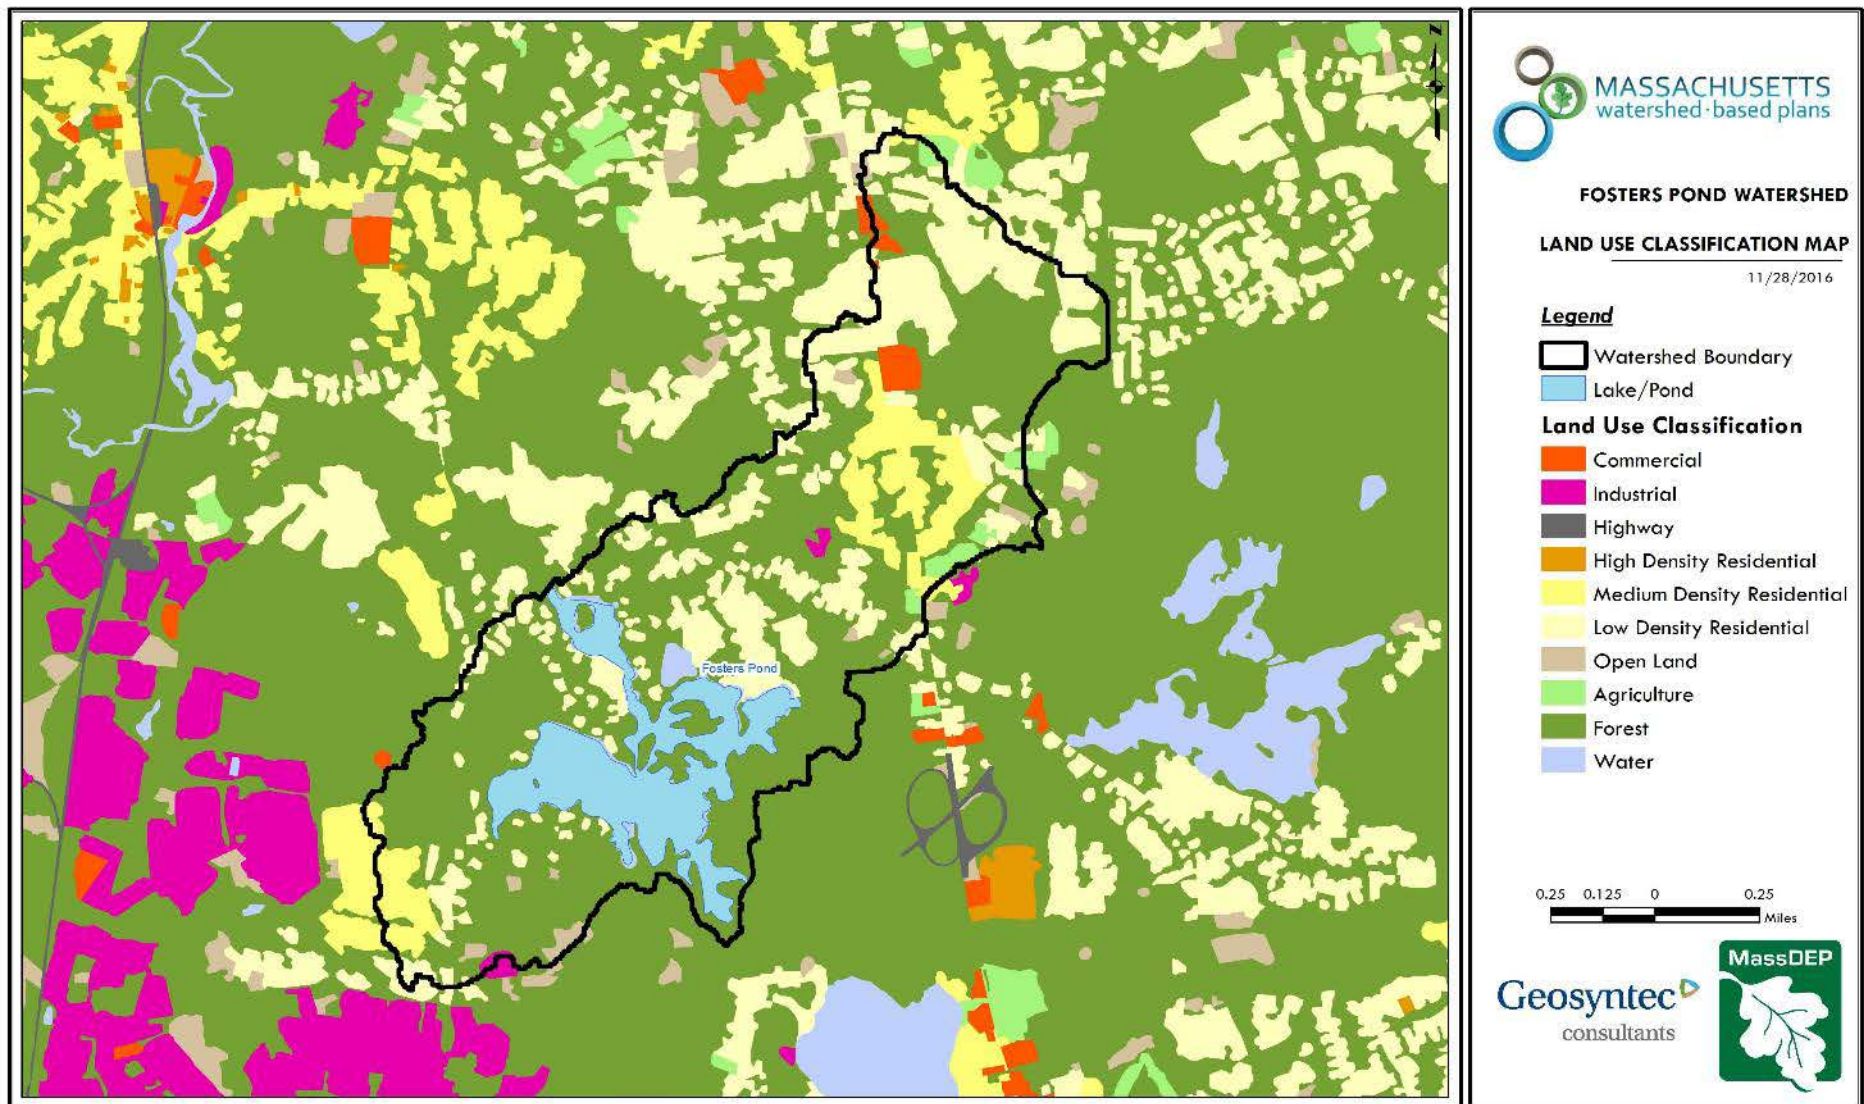 Z
Fosters Pond
MASSACHUSETTS
watershed·based plans
FOSTERS POND WATERSHED
LAND USE CLASSIFICATION MAP
11/28/2016
Legend
Watershed Boundary
Lake/Pond
Land Use Classification
Commercial
Industrial
Highway
High Density Residential
Medium Density Residential
Low Density Residential
Open Land
Agriculture
Forest
Water
0.25 0.125 0 0.25
Miles
Geosyntec
consultants
MassDEP